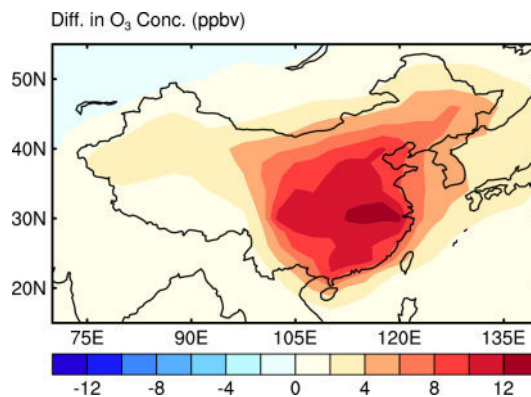 Diff. in O₃ Conc. (ppbv)
50N
40N
30N
20N
75E 90E 105E 120E 135E
-12 -8 -4 0 4 8 12